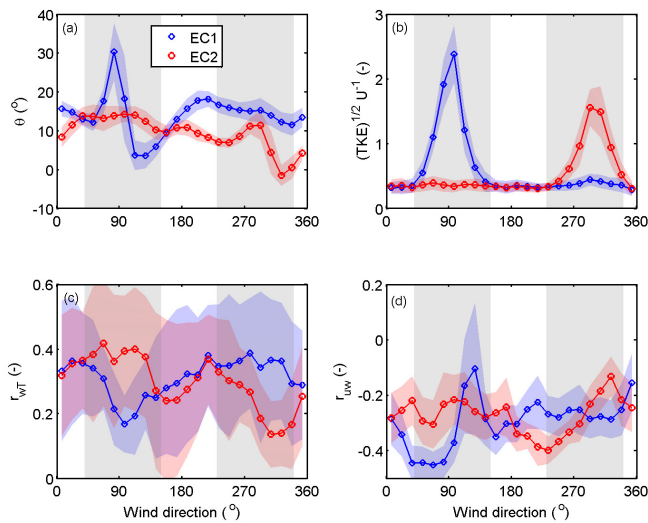 (a)
40
30
20
10
0
-10
θ (°)
EC1
EC2
0 90 180 270 360
(b)
3
2
1
0
(TKE)^1/2 U^-1 (-)
0 90 180 270 360
(c)
0.6
0.4
0.2
0
r_wT (-)
0 90 180 270 360
Wind direction (°)
(d)
0.2
0
-0.2
-0.4
r_uw (-)
0 90 180 270 360
Wind direction (°)